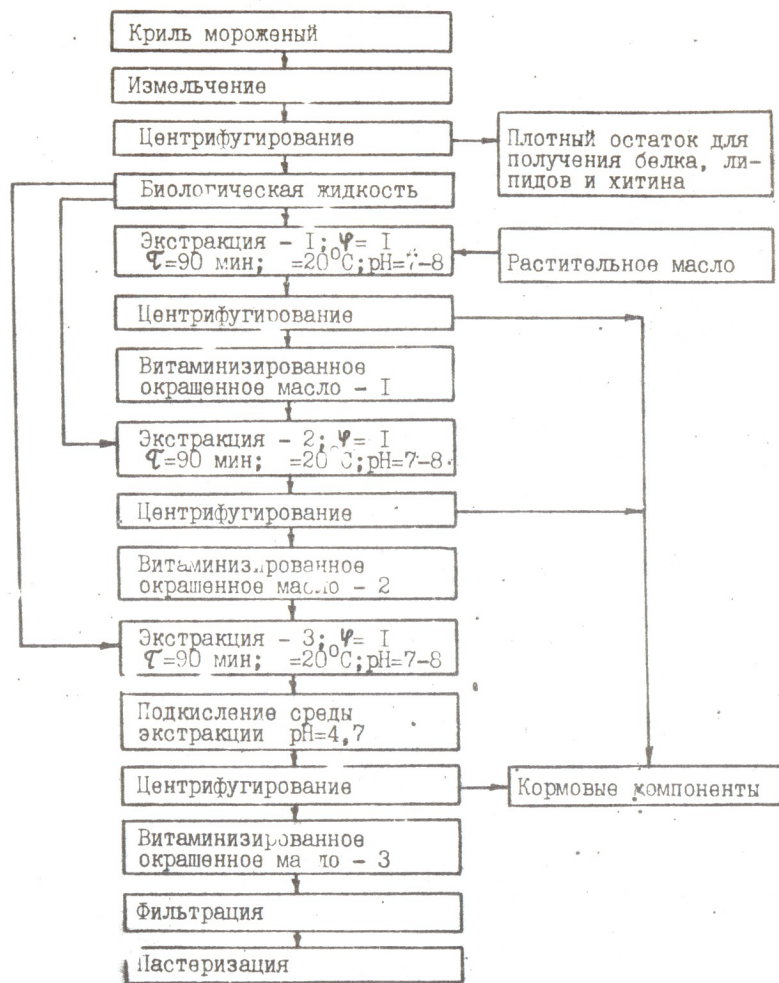 Криль мороженый
Измельчение
Центрифугирование
Плотный остаток для
получения белка, ли-
пидов и хитина
Биологическая жидкость
Экстракция - I; φ= I
τ=90 мин; =20°C; pH=7-8
Растительное масло
Центрифугирование
Витаминизированное
окрашенное масло - I
Экстракция - 2; φ= I
τ=90 мин; =20°C; pH=7-8
Центрифугирование
Витаминизированное
окрашенное масло - 2
Экстракция - 3; φ= I
τ=90 мин; =20°C; pH=7-8
Подкисление среды
экстракции pH=4,7
Центрифугирование
Кормовые компоненты
Витаминизированное
окрашенное ма ло - 3
Фильтрация
Пастеризация